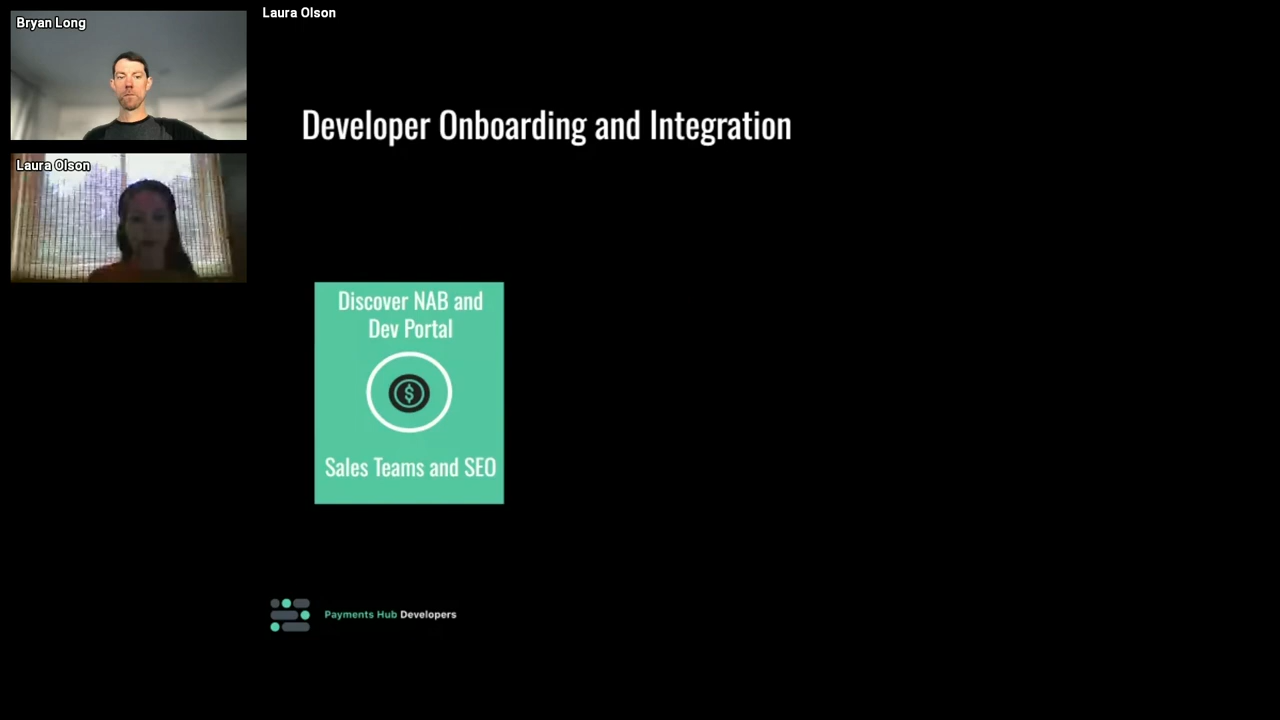 Bryan Long
Laura Olson
Laura Olson
Developer Onboarding and Integration
Discover NAB and
Dev Portal
$
Sales Teams and SEO
Payments Hub Developers